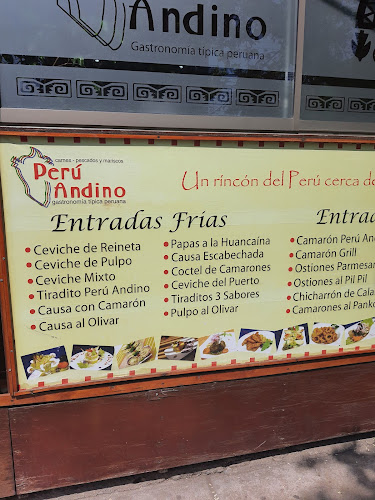 Andino
Gastronomía típica peruana
carnes - pescados y mariscos
Perú
Andino
gastronomía típica peruana
Un rincón del Perú cerca de
Entradas Frías
• Ceviche de Reineta
• Ceviche de Pulpo
• Ceviche Mixto
• Tiradito Perú Andino
• Causa con Camarón
• Causa al Olivar
• Papas a la Huancaína
• Causa Escabechada
• Coctel de Camarones
• Ceviche del Puerto
• Tiraditos 3 Sabores
• Pulpo al Olivar
Entrada
• Camarón Perú And
• Camarón Grill
• Ostiones Parmesan
• Ostiones al Pil Pil
• Chicharrón de Cala
• Camarones al Panko